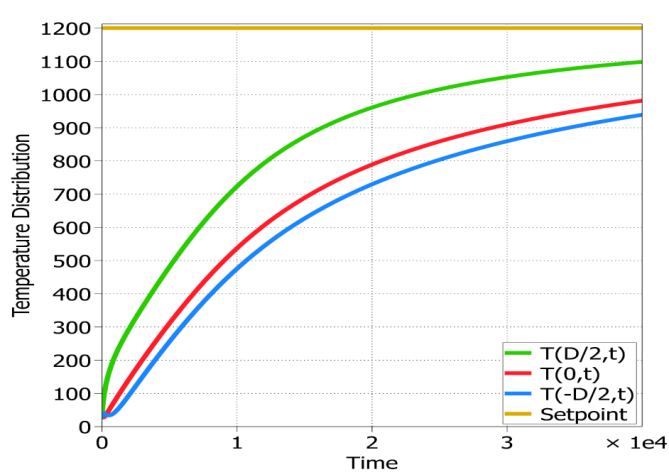 1200
1100
1000
900
800
700
600
500
400
300
200
100
0
Temperature Distribution
T(D/2,t)
T(0,t)
T(-D/2,t)
Setpoint
0 1 2 3 × 1e4
Time